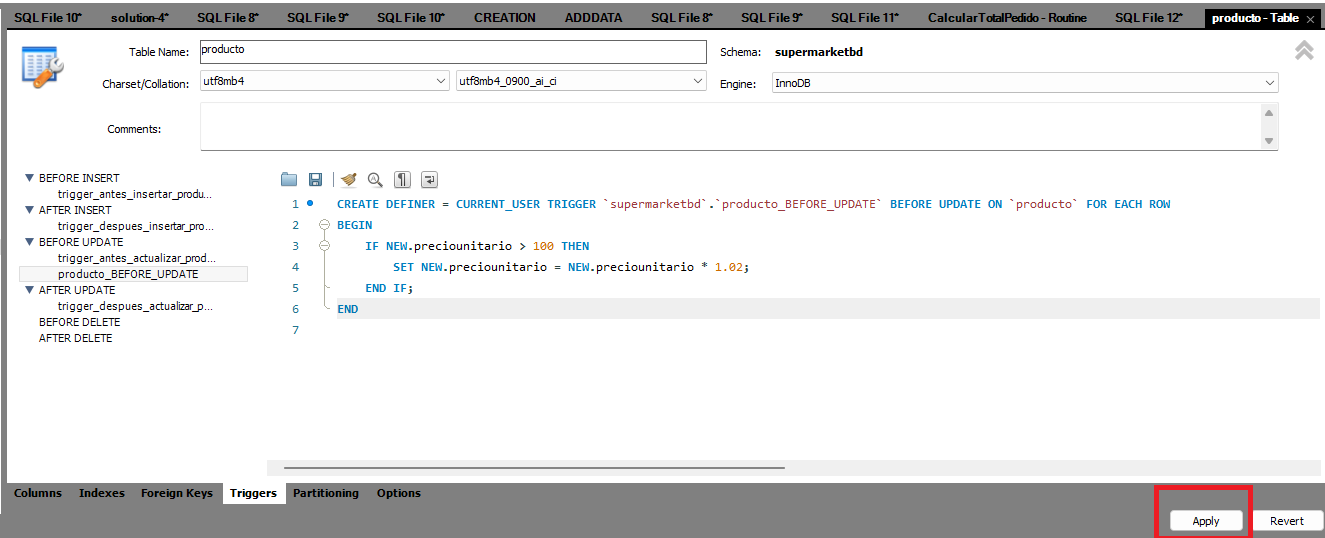 SQL File 10* solution-4* SQL File 8* SQL File 9* SQL File 10* CREATION ADDDATA SQL File 8* SQL File 9* SQL File 11* CalcularTotalPedido - Routine SQL File 12* producto - Table ×
Table Name: producto Schema: supermarketbd
Charset/Collation: utf8mb4 utf8mb4_0900_ai_ci Engine: InnoDB
Comments:
▼ BEFORE INSERT
trigger_antes_insertar_produ...
▼ AFTER INSERT
trigger_despues_insertar_pro...
▼ BEFORE UPDATE
trigger_antes_actualizar_prod...
producto_BEFORE_UPDATE
▼ AFTER UPDATE
trigger_despues_actualizar_p...
BEFORE DELETE
AFTER DELETE
1 CREATE DEFINER = CURRENT_USER TRIGGER `supermarketbd`.`producto_BEFORE_UPDATE` BEFORE UPDATE ON `producto` FOR EACH ROW
2 BEGIN
3 IF NEW.preciounitario > 100 THEN
4 SET NEW.preciounitario = NEW.preciounitario * 1.02;
5 END IF;
6 END
7
Columns Indexes Foreign Keys Triggers Partitioning Options
Apply Revert